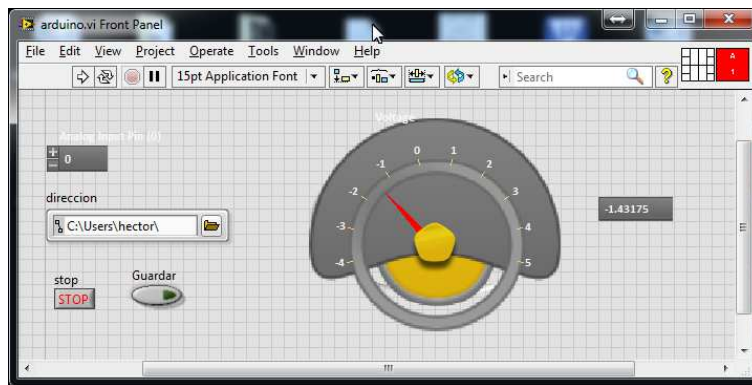 arduino.vi Front Panel
File Edit View Project Operate Tools Window Help
15pt Application Font
Search
A
1
Analog Input Pin (0)
0
direccion
C:\Users\hector\
stop
STOP
Guardar
Voltage
-4
-3
-2
-1
0
1
2
3
-4
-5
-1.43175